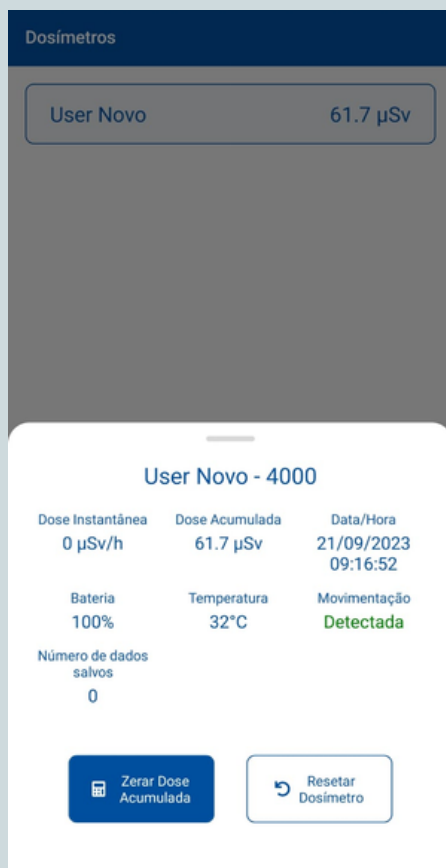 Dosímetros
User Novo 61.7 µSv
User Novo - 4000
Dose Instantânea Dose Acumulada Data/Hora
0 µSv/h 61.7 µSv 21/09/2023
09:16:52
Bateria Temperatura Movimentação
100% 32°C Detectada
Número de dados
salvos
0
Zerar Dose
Acumulada
Resetar
Dosímetro